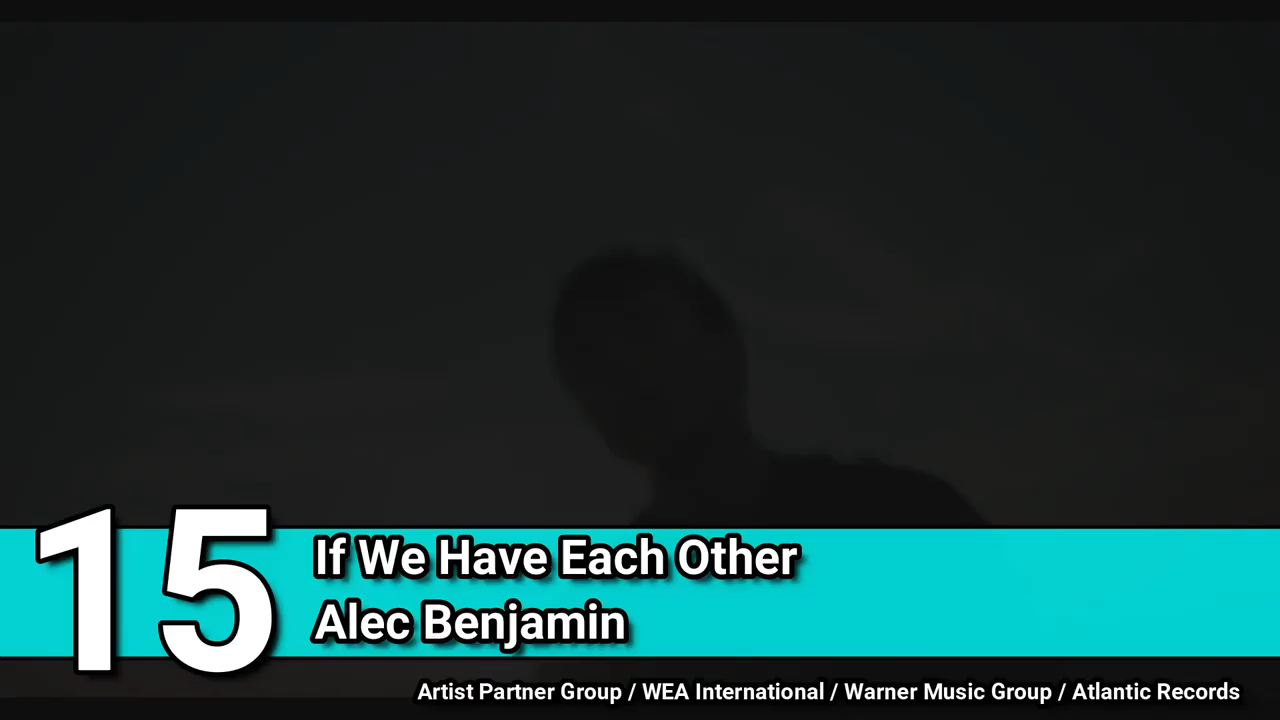 15
If We Have Each Other
Alec Benjamin
Artist Partner Group / WEA International / Warner Music Group / Atlantic Records